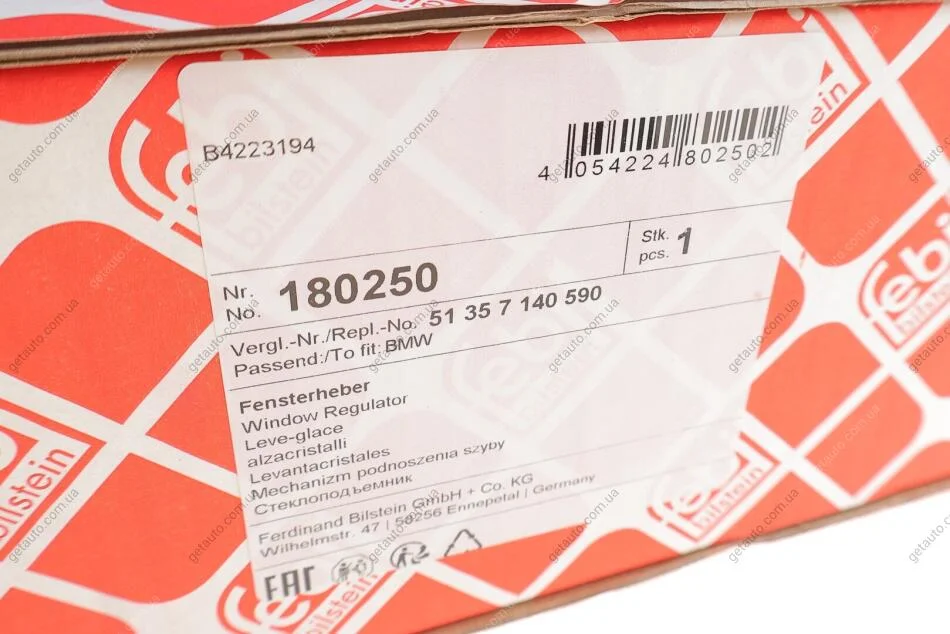 B4223194
4 054224 802502
Nr.
No. 180250
Stk.
pcs. 1
Vergl.-Nr./Repl.-No. 51 35 7 140 590
Passend:/To fit: BMW
Fensterheber
Window Regulator
Leve-glace
alzacristalli
Levantacristales
Mechanizm podnoszenia szyby
Стеклоподъемник
Ferdinand Bilstein GmbH + Co. KG
Wilhelmstr. 47 | 58256 Ennepetal | Germany
EAC
febi
bilstein
getauto.com.ua